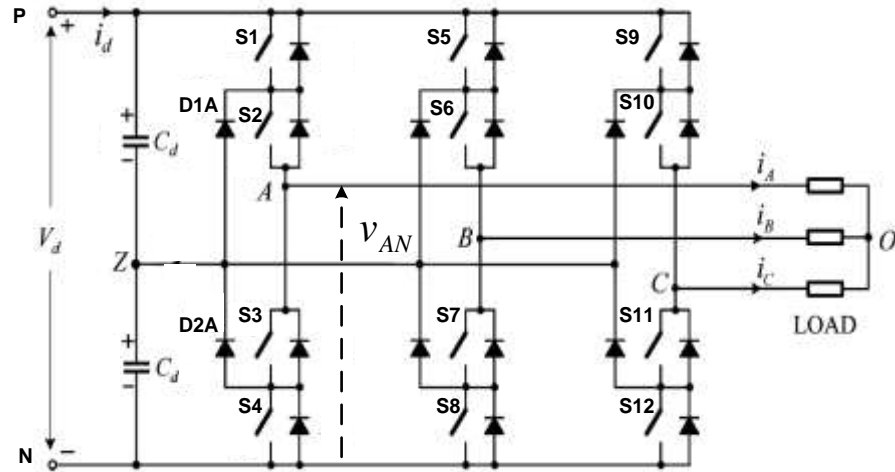 P
+
i_d
S1
S5
S9
D1A
S2
S6
S10
+
C_d
-
A
i_A
v_AN
B
i_B
O
V_d
Z
C
i_C
D2A
S3
S7
S11
LOAD
+
C_d
-
S4
S8
S12
N
-